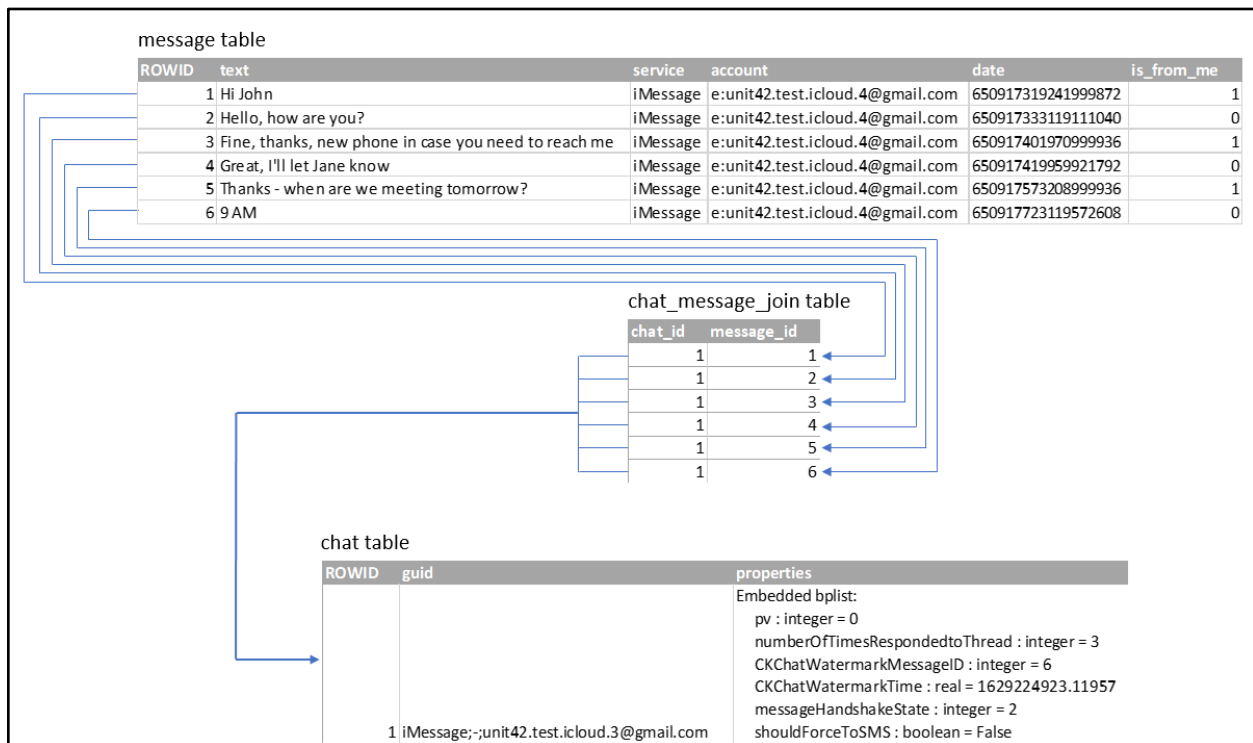 message table
ROWID text service account date is_from_me
1 Hi John iMessage e:unit42.test.icloud.4@gmail.com 650917319241999872 1
2 Hello, how are you? iMessage e:unit42.test.icloud.4@gmail.com 650917333119111040 0
3 Fine, thanks, new phone in case you need to reach me iMessage e:unit42.test.icloud.4@gmail.com 650917401970999936 1
4 Great, I'll let Jane know iMessage e:unit42.test.icloud.4@gmail.com 650917419959921792 0
5 Thanks - when are we meeting tomorrow? iMessage e:unit42.test.icloud.4@gmail.com 650917573208999936 1
6 9 AM iMessage e:unit42.test.icloud.4@gmail.com 650917723119572608 0
chat_message_join table
chat_id message_id
1 1
1 2
1 3
1 4
1 5
1 6
chat table
ROWID guid properties
Embedded bplist:
pv : integer = 0
numberOfTimesRespondedtoThread : integer = 3
CKChatWatermarkMessageID : integer = 6
CKChatWatermarkTime : real = 1629224923.11957
messageHandshakeState : integer = 2
1 iMessage;-;unit42.test.icloud.3@gmail.com shouldForceToSMS : boolean = False